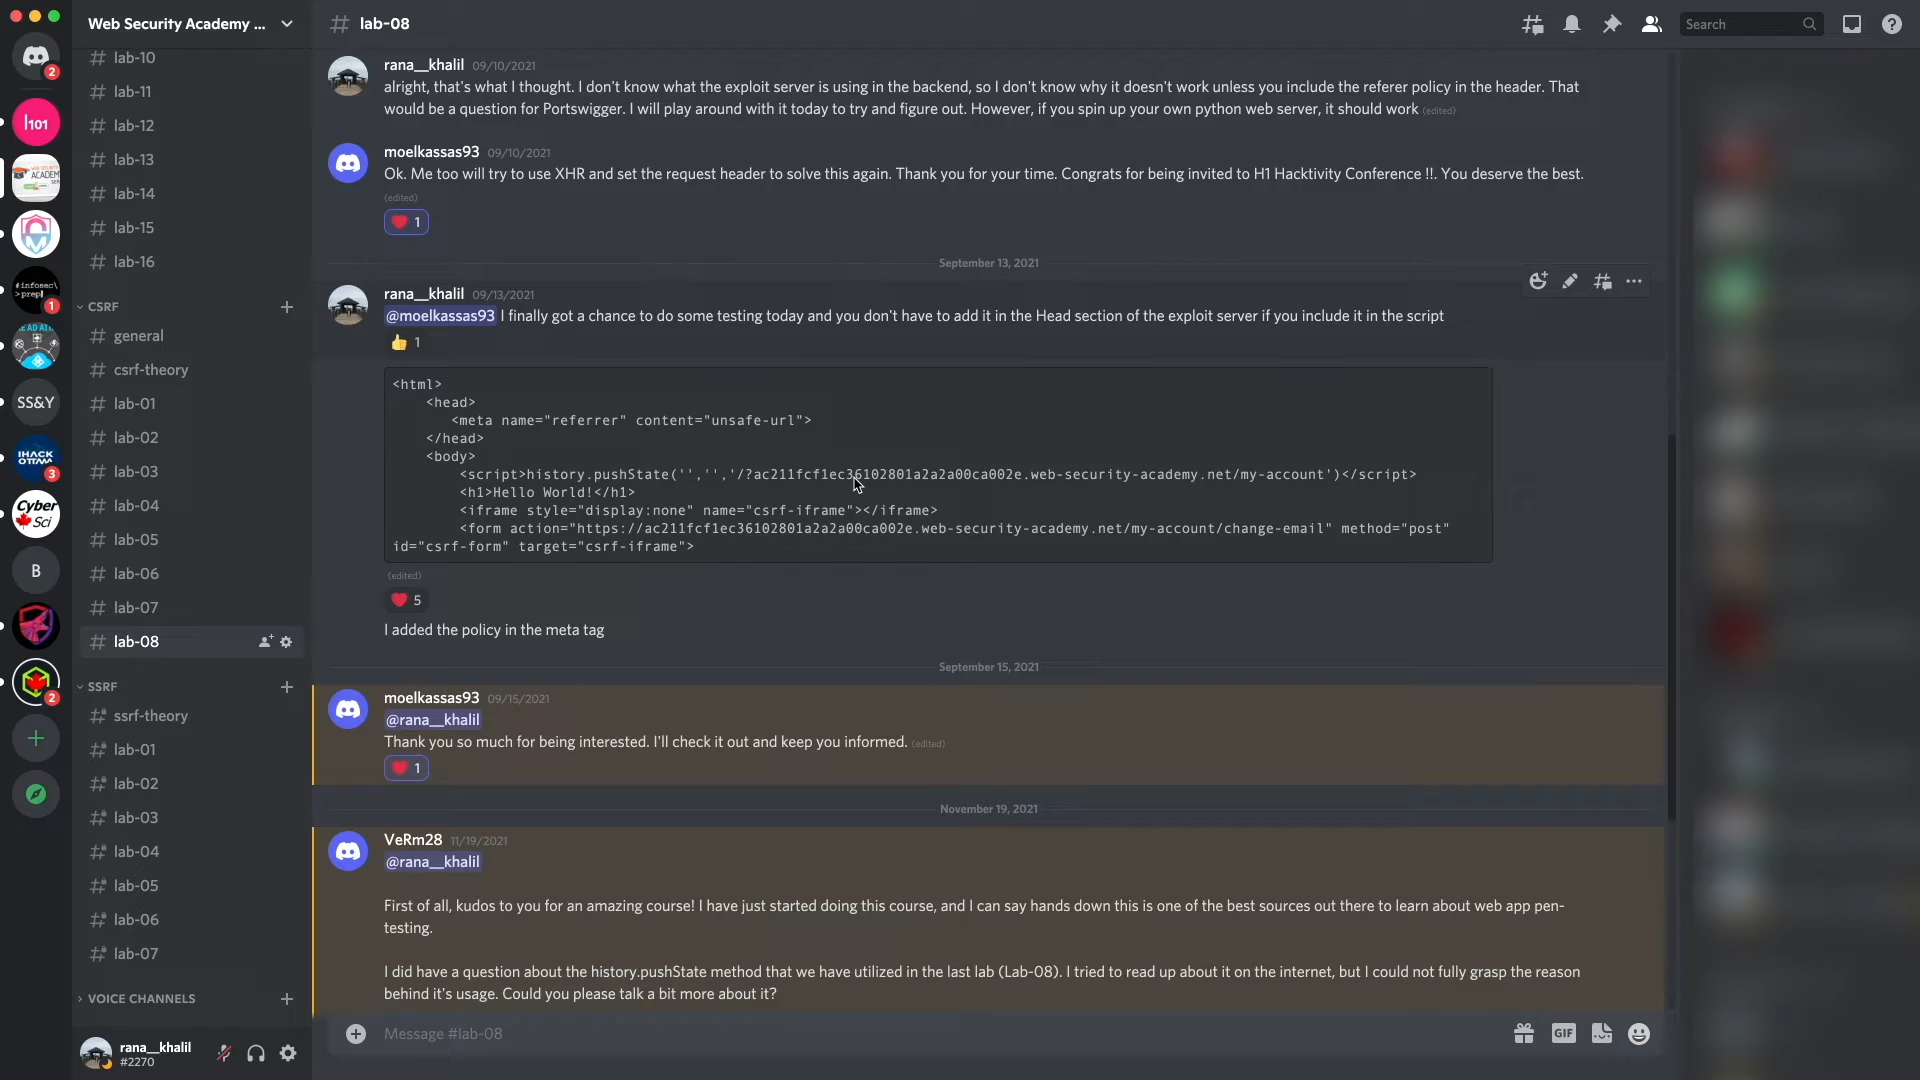 Web Security Academy ...
lab-08
Search
2
l101
WEB SECURITY
ACADEMY
#infosec\
>prep!
1
SS&Y
IHACK
OTTAWA
3
Cyber
Sci
B
2
lab-10
lab-11
lab-12
lab-13
lab-14
lab-15
lab-16
CSRF
general
csrf-theory
lab-01
lab-02
lab-03
lab-04
lab-05
lab-06
lab-07
lab-08
SSRF
ssrf-theory
lab-01
lab-02
lab-03
lab-04
lab-05
lab-06
lab-07
VOICE CHANNELS
rana__khalil
#2270
rana__khalil 09/10/2021
alright, that's what I thought. I don't know what the exploit server is using in the backend, so I don't know why it doesn't work unless you include the referer policy in the header. That
would be a question for Portswigger. I will play around with it today to try and figure out. However, if you spin up your own python web server, it should work (edited)
moelkassas93 09/10/2021
Ok. Me too will try to use XHR and set the request header to solve this again. Thank you for your time. Congrats for being invited to H1 Hacktivity Conference !!. You deserve the best.
(edited)
1
September 13, 2021
rana__khalil 09/13/2021
@moelkassas93 I finally got a chance to do some testing today and you don't have to add it in the Head section of the exploit server if you include it in the script
1
<html>
<head>
<meta name="referrer" content="unsafe-url">
</head>
<body>
<script>history.pushState('','','/?ac211fcf1ec36102801a2a2a00ca002e.web-security-academy.net/my-account')</script>
<h1>Hello World!</h1>
<iframe style="display:none" name="csrf-iframe"></iframe>
<form action="https://ac211fcf1ec36102801a2a2a00ca002e.web-security-academy.net/my-account/change-email" method="post"
id="csrf-form" target="csrf-iframe">
(edited)
5
I added the policy in the meta tag
September 15, 2021
moelkassas93 09/15/2021
@rana__khalil
Thank you so much for being interested. I'll check it out and keep you informed. (edited)
1
November 19, 2021
VeRm28 11/19/2021
@rana__khalil
First of all, kudos to you for an amazing course! I have just started doing this course, and I can say hands down this is one of the best sources out there to learn about web app pen-
testing.
I did have a question about the history.pushState method that we have utilized in the last lab (Lab-08). I tried to read up about it on the internet, but I could not fully grasp the reason
behind it's usage. Could you please talk a bit more about it?
Message #lab-08
GIF